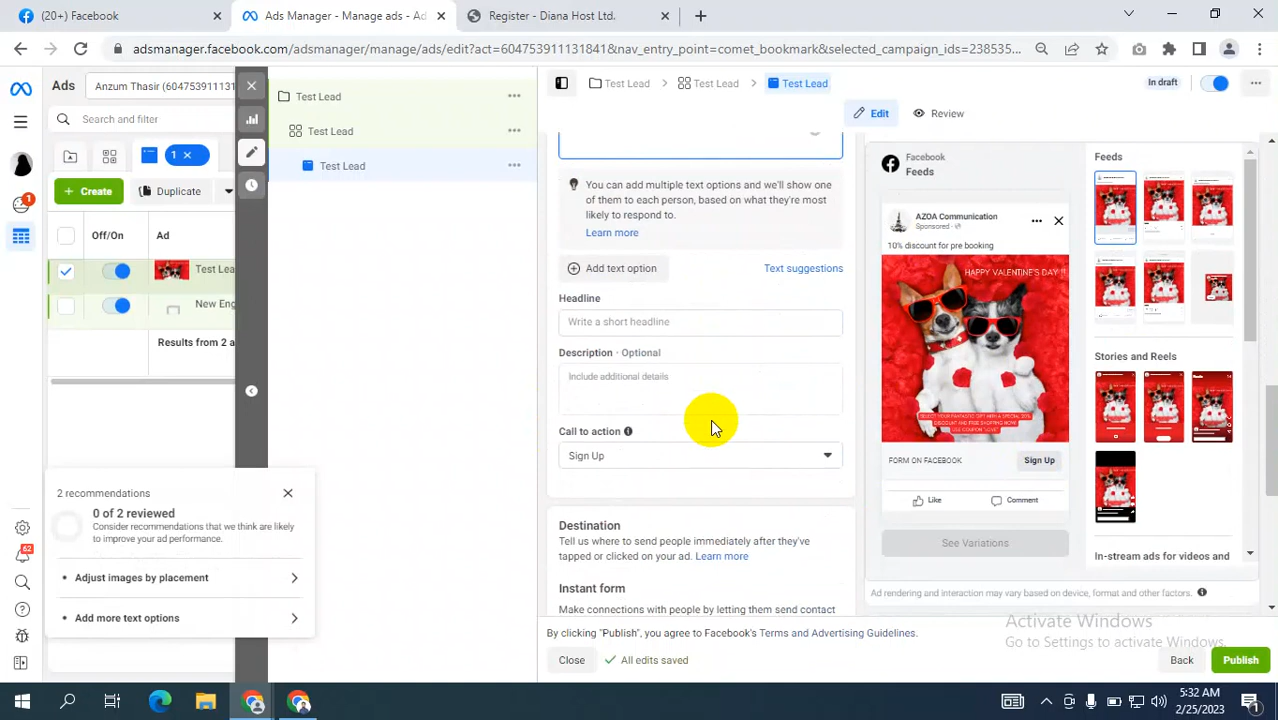 (20+) Facebook
Ads Manager - Manage ads - Ad
Register - Diana Host Ltd.
adsmanager.facebook.com/adsmanager/manage/ads/edit?act=604753911131841&nav_entry_point=comet_bookmark&selected_campaign_ids=238535...
Ads
Anzum Thasir (6047539111318
Search and filter
1
Create
Duplicate
Off/On
Ad
Test Lea
New Eng
Results from 2 a
2 recommendations
0 of 2 reviewed
Consider recommendations that we think are likely
to improve your ad performance.
Adjust images by placement
Add more text options
1
62
Test Lead
Test Lead
Test Lead
Test Lead
Test Lead
Test Lead
In draft
Edit
Review
You can add multiple text options and we'll show one
of them to each person, based on what they're most
likely to respond to.
Learn more
Add text option
Text suggestions
Headline
Write a short headline
Description · Optional
Include additional details
Call to action
Sign Up
Destination
Tell us where to send people immediately after they've
tapped or clicked on your ad. Learn more
Instant form
Make connections with people by letting them send contact
Facebook
Feeds
AZOA Communication
Sponsored ·
10% discount for pre booking
HAPPY VALENTINE'S DAY !!
FORM ON FACEBOOK
Sign Up
Like
Comment
See Variations
Feeds
Stories and Reels
In-stream ads for videos and
Ad rendering and interaction may vary based on device, format and other factors.
By clicking "Publish", you agree to Facebook's Terms and Advertising Guidelines.
Close
All edits saved
Back
Publish
Activate Windows
Go to Settings to activate Windows.
5:32 AM
2/25/2023
1